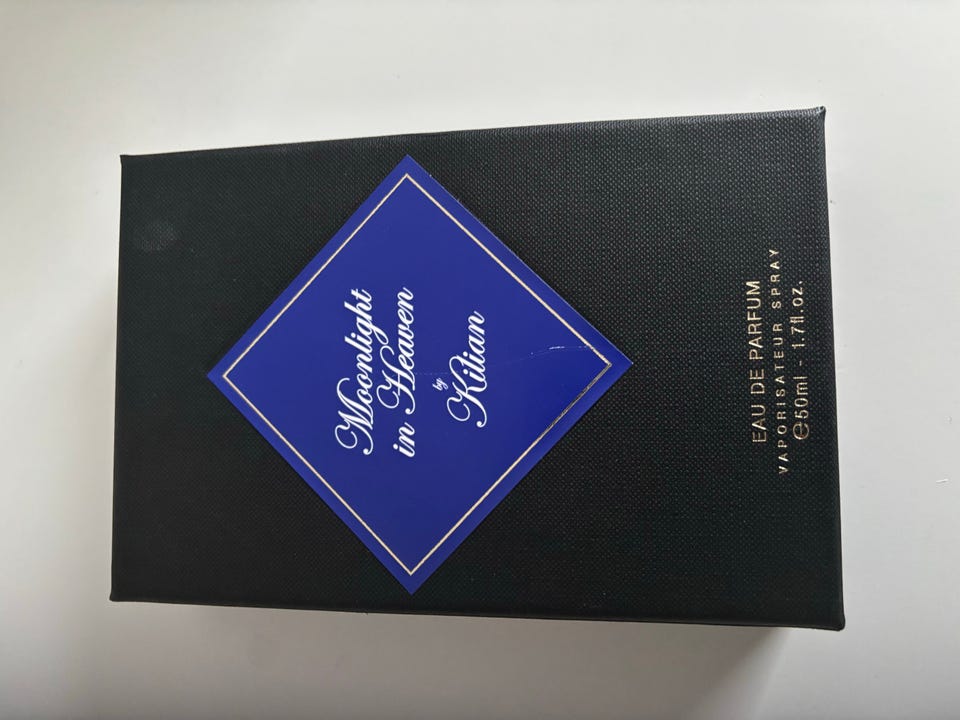 Moonlight
in Heaven
by
Kilian
EAU DE PARFUM
VAPORISATEUR SPRAY
℮50ml - 1.7fl.oz.